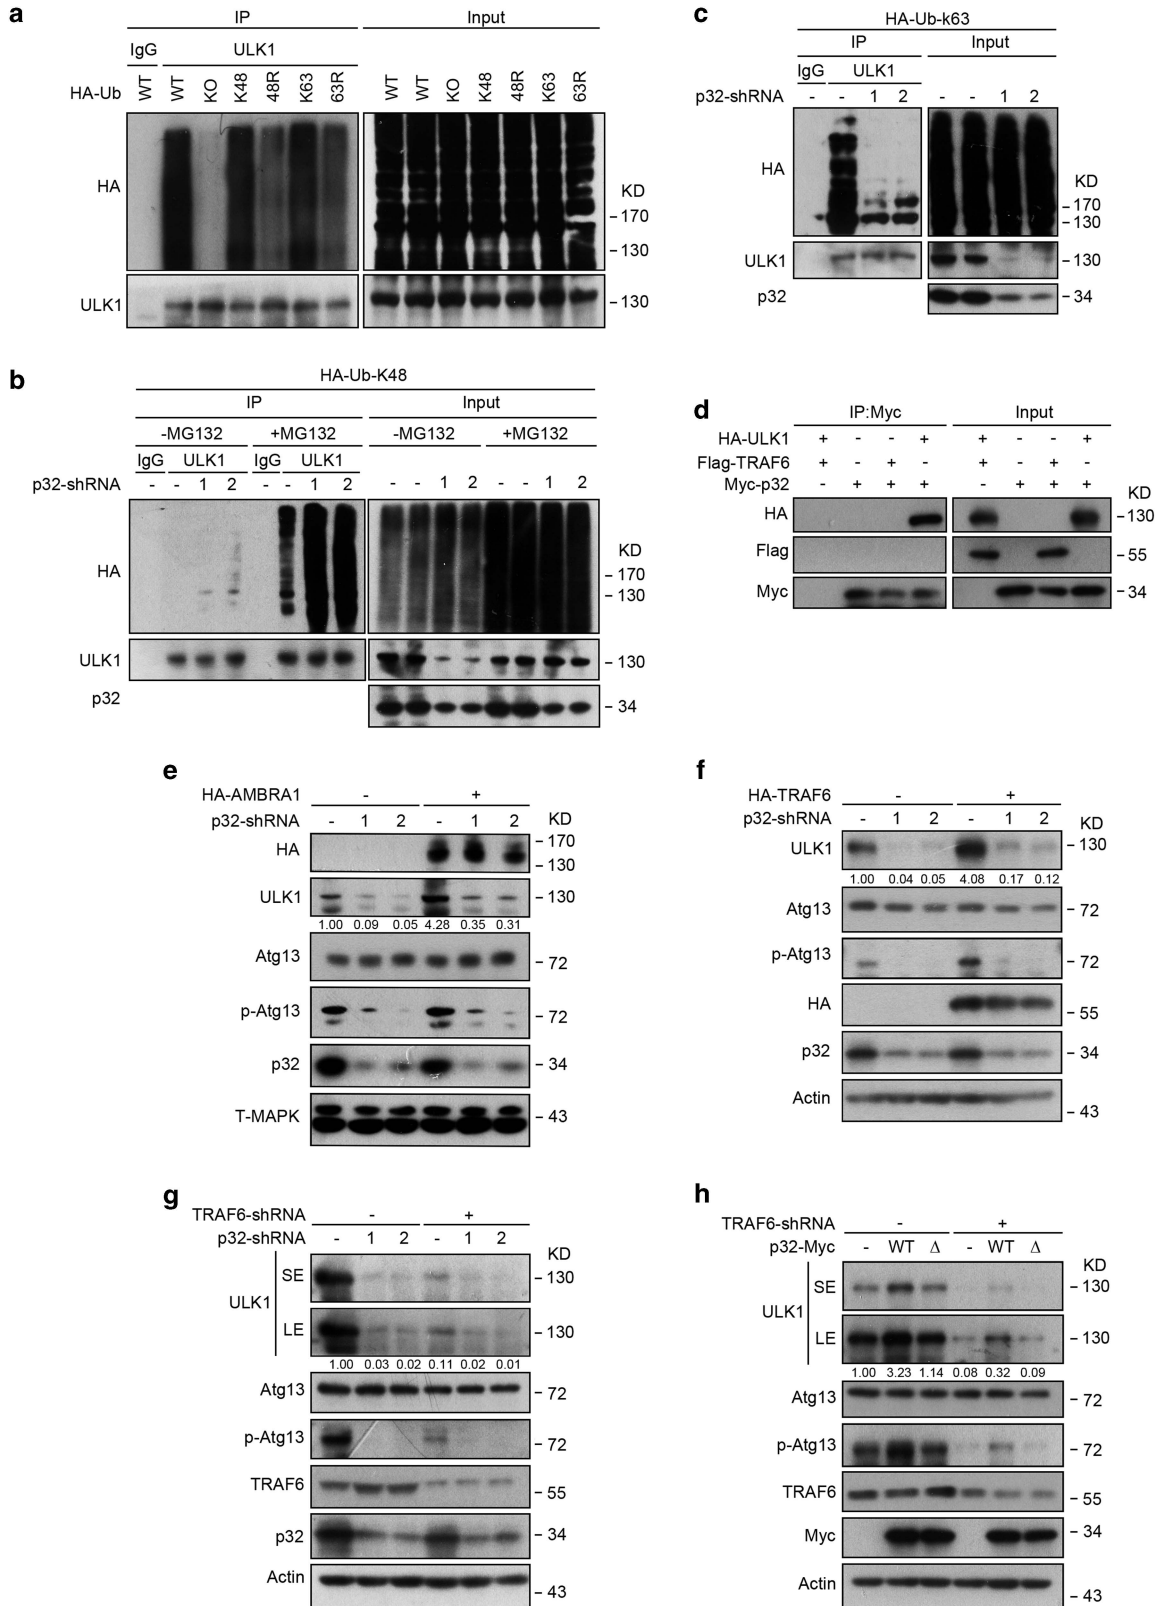 a
IP Input
IgG ULK1
HA-Ub WT WT KO K48 48R K63 63R WT WT KO K48 48R K63 63R
HA
KD
- 170
- 130
ULK1 - 130
b
HA-Ub-K48
IP Input
-MG132 +MG132 -MG132 +MG132
IgG ULK1 IgG ULK1
p32-shRNA - - 1 2 - - 1 2 - - 1 2 - - 1 2
HA
KD
- 170
- 130
ULK1 - 130
p32 - 34
c
HA-Ub-k63
IP Input
IgG ULK1
p32-shRNA - - 1 2 - - 1 2
HA
KD
- 170
- 130
ULK1 - 130
p32 - 34
d
IP:Myc Input
HA-ULK1 + - - + + - - +
Flag-TRAF6 + - + - + - + -
Myc-p32 - + + + - + + +
KD
HA - 130
Flag - 55
Myc - 34
e
HA-AMBRA1 - +
p32-shRNA - 1 2 - 1 2 KD
HA - 170
- 130
ULK1 - 130
1.00 0.09 0.05 4.28 0.35 0.31
Atg13 - 72
p-Atg13 - 72
p32 - 34
T-MAPK - 43
f
HA-TRAF6 - +
p32-shRNA - 1 2 - 1 2 KD
ULK1 - 130
1.00 0.04 0.05 4.08 0.17 0.12
Atg13 - 72
p-Atg13 - 72
HA - 55
p32 - 34
Actin - 43
g
TRAF6-shRNA - +
p32-shRNA - 1 2 - 1 2
KD
ULK1 SE - 130
LE - 130
1.00 0.03 0.02 0.11 0.02 0.01
Atg13 - 72
p-Atg13 - 72
TRAF6 - 55
p32 - 34
Actin - 43
h
TRAF6-shRNA - +
p32-Myc - WT Δ - WT Δ
KD
ULK1 SE - 130
LE - 130
1.00 3.23 1.14 0.08 0.32 0.09
Atg13 - 72
p-Atg13 - 72
TRAF6 - 55
Myc - 34
Actin - 43